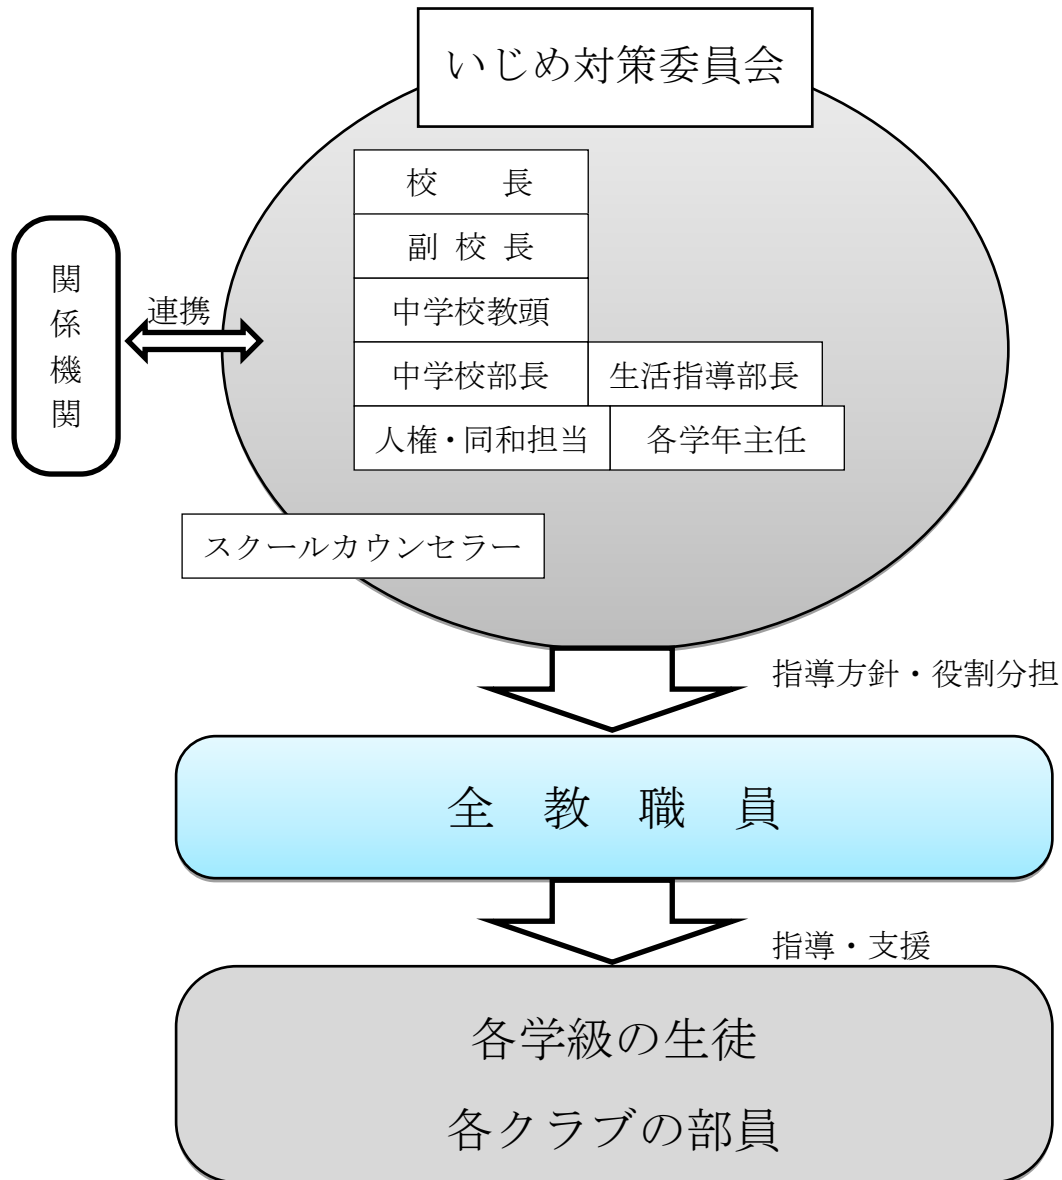 いじめ対策委員会
校　　長
副 校 長
中学校教頭
中学校部長
生活指導部長
人権・同和担当
各学年主任
関係機関
連携
スクールカウンセラー
指導方針・役割分担
全　教　職　員
指導・支援
各学級の生徒
各クラブの部員